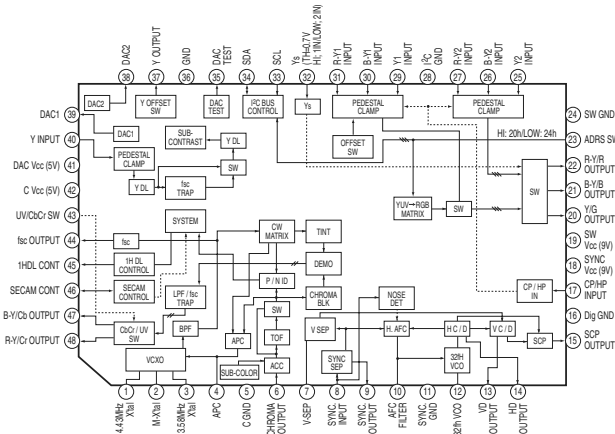 DAC2
Y OUTPUT
GND
DAC TEST
SDA
SCL
Ys
(TH=0.7V
HI: 1IN/LOW; 2IN)
R-Y1 INPUT
B-Y1 INPUT
Y1 INPUT
I²C GND
R-Y2 INPUT
B-Y2 INPUT
Y2 INPUT
38
37
36
35
34
33
32
31
30
29
28
27
26
25
DAC1
39
Y INPUT
40
DAC Vcc (5V)
41
C Vcc (5V)
42
UV/CbCr SW
43
fsc OUTPUT
44
1HDL CONT
45
SECAM CONT
46
B-Y/Cb OUTPUT
47
R-Y/Cr OUTPUT
48
DAC2
Y OFFSET SW
DAC TEST
I²C BUS CONTROL
Ys
PEDESTAL CLAMP
PEDESTAL CLAMP
DAC1
SUB-CONTRAST
Y DL
OFFSET SW
HI: 20h/LOW: 24h
PEDESTAL CLAMP
SW
Y DL
fsc TRAP
YUV→RGB MATRIX
SW
SW
SYSTEM
fsc
CW MATRIX
TINT
1H DL CONTROL
DEMO
SECAM CONTROL
LPF / fsc TRAP
P / N ID
CHROMA BLK
NOISE DET
CP / HP IN
CbCr / UV SW
BPF
SW
APC
TOF
V SEP
H. AFC
H C / D
V C / D
SCP
VCXO
SUB-COLOR
ACC
SYNC SEP
32fH VCO
24
SW GND
23
ADRS SW
22
R-Y/R OUTPUT
21
B-Y/B OUTPUT
20
Y/G OUTPUT
19
SW Vcc (9V)
18
SYNC Vcc (9V)
17
CP/HP INPUT
16
Dig GND
15
SCP OUTPUT
1
2
3
4
5
6
7
8
9
10
11
12
13
14
4.43MHz Xtal
M-Xtal
3.58MHz Xtal
APC
C GND
CHROMA OUTPUT
V-SEP
SYNC INPUT
SYNC OUTPUT
AFC FILTER
SYNC GND
32fh VCO
VD OUTPUT
HD OUTPUT